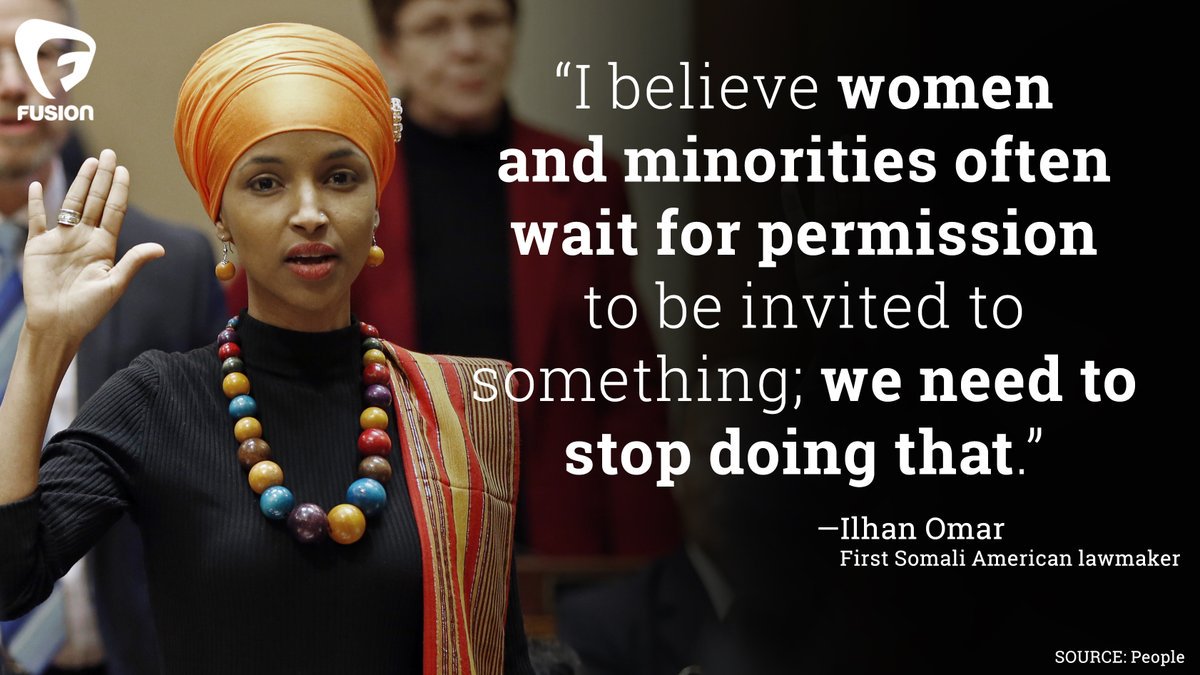 FUSION
“I believe women
and minorities often
wait for permission
to be invited to
something; we need to
stop doing that.”
—Ilhan Omar
First Somali American lawmaker
SOURCE: People